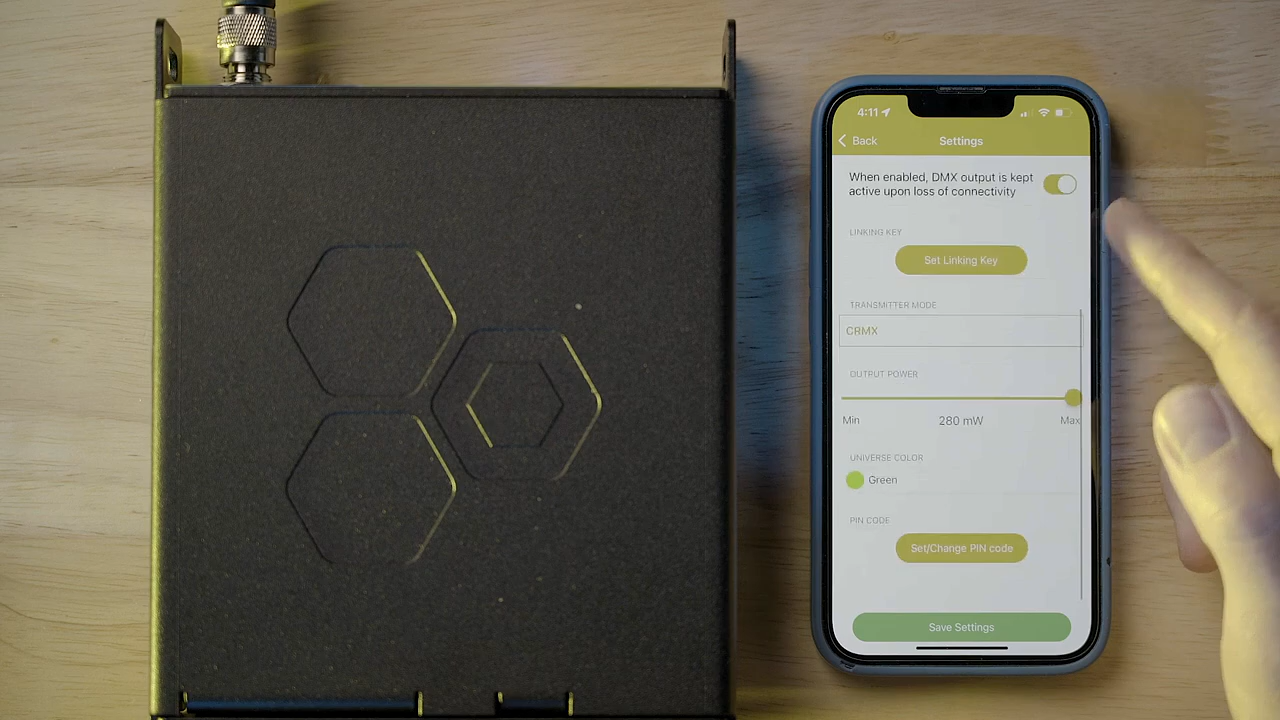 4:11
Back
Settings
When enabled, DMX output is kept
active upon loss of connectivity
LINKING KEY
Set Linking Key
TRANSMITTER MODE
CRMX
OUTPUT POWER
Min 280 mW Max
UNIVERSE COLOR
Green
PIN CODE
Set/Change PIN code
Save Settings